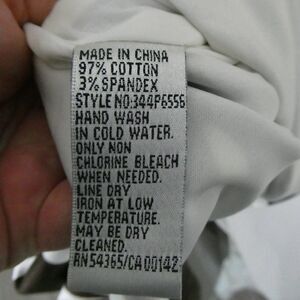 MADE IN CHINA
97% COTTON
3% SPANDEX
STYLE NO:344P6556
HAND WASH
IN COLD WATER.
ONLY NON
CHLORINE BLEACH
WHEN NEEDED.
LINE DRY
IRON AT LOW
TEMPERATURE.
MAY BE DRY
CLEANED.
RN54365/CA00142